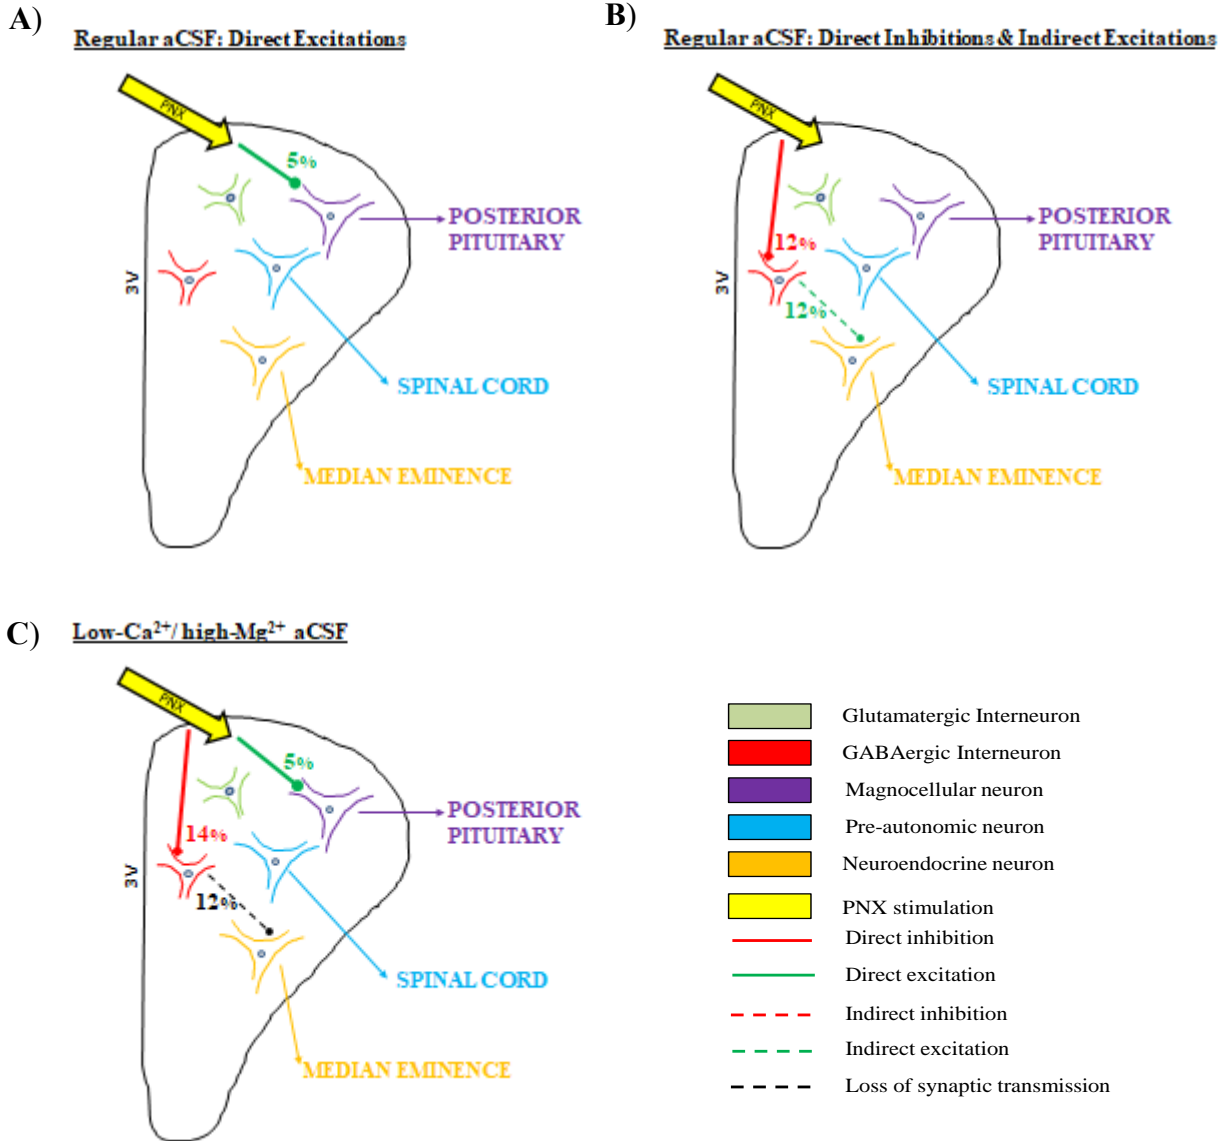 A)
Regular aCSF: Direct Excitations
PNX
5%
POSTERIOR
PITUITARY
3V
SPINAL CORD
MEDIAN EMINENCE
B)
Regular aCSF: Direct Inhibitions & Indirect Excitations
PNX
POSTERIOR
PITUITARY
12%
3V
12%
SPINAL CORD
MEDIAN EMINENCE
C)
Low-Ca²⁺/ high-Mg²⁺ aCSF
PNX
5%
POSTERIOR
PITUITARY
14%
3V
12%
SPINAL CORD
MEDIAN EMINENCE
Glutamatergic Interneuron
GABAergic Interneuron
Magnocellular neuron
Pre-autonomic neuron
Neuroendocrine neuron
PNX stimulation
Direct inhibition
Direct excitation
Indirect inhibition
Indirect excitation
Loss of synaptic transmission